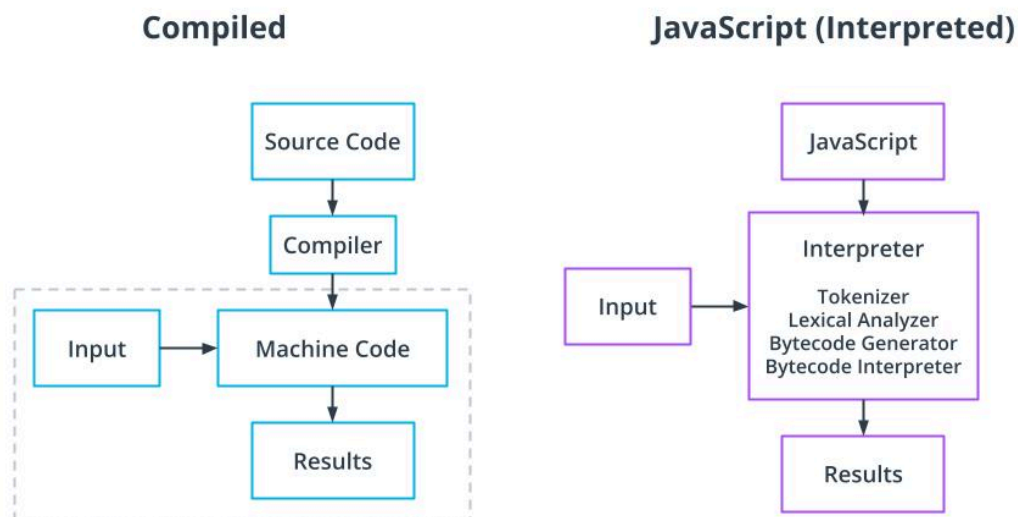 Compiled
Source Code
Compiler
Input
Machine Code
Results
JavaScript (Interpreted)
JavaScript
Interpreter
Tokenizer
Lexical Analyzer
Bytecode Generator
Bytecode Interpreter
Input
Results